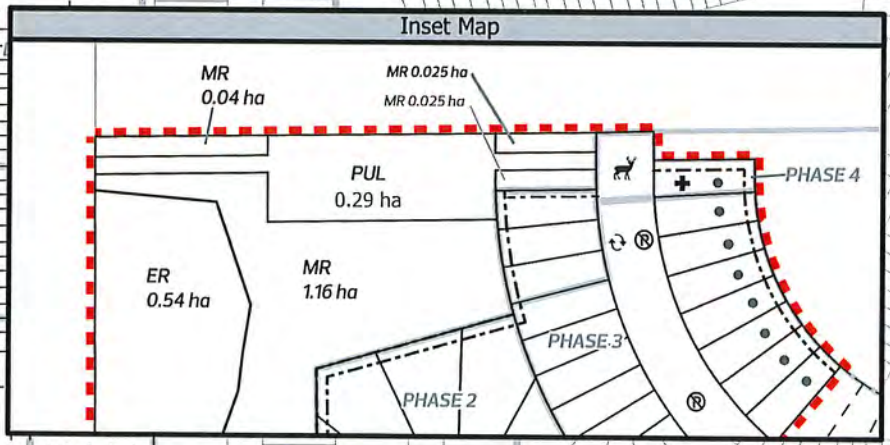 Inset Map
MR
0.04 ha
MR 0.025 ha
MR 0.025 ha
PUL
0.29 ha
PHASE 4
ER
0.54 ha
MR
1.16 ha
R
PHASE 3
PHASE 2
R